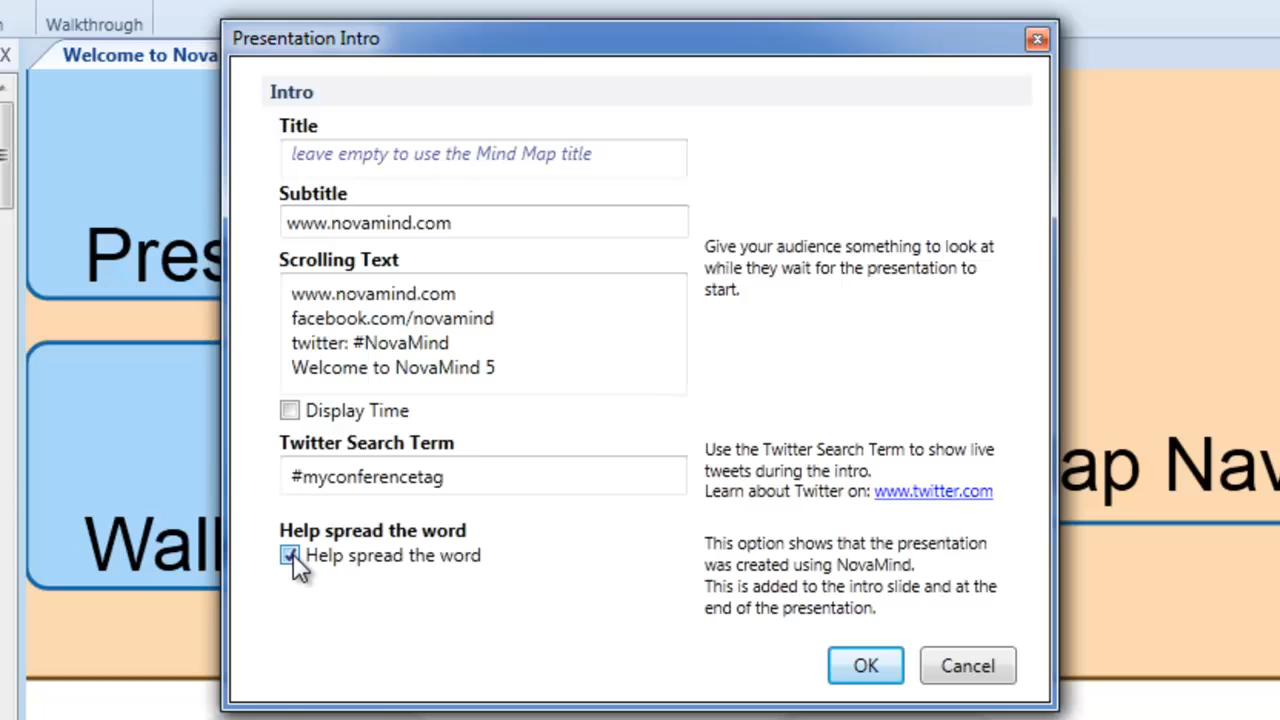 Walkthrough
Presentation Intro
X
Welcome to Nova
Intro
Title
leave empty to use the Mind Map title
Subtitle
www.novamind.com
Scrolling Text
Give your audience something to look at
while they wait for the presentation to
start.
www.novamind.com
facebook.com/novamind
twitter: #NovaMind
Welcome to NovaMind 5
Display Time
Twitter Search Term
#myconferencetag
Use the Twitter Search Term to show live
tweets during the intro.
Learn about Twitter on: www.twitter.com
Help spread the word
Help spread the word
This option shows that the presentation
was created using NovaMind.
This is added to the intro slide and at the
end of the presentation.
OK
Cancel
Pres
Wal
ap Nav